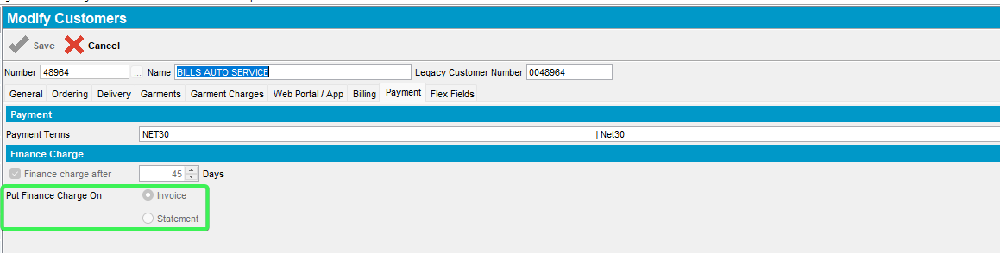 Modify Customers
Save Cancel
Number 48964 ... Name BILLS AUTO SERVICE Legacy Customer Number 0048964
General Ordering Delivery Garments Garment Charges Web Portal / App Billing Payment Flex Fields
Payment
Payment Terms NET30 | Net30
Finance Charge
Finance charge after 45 Days
Put Finance Charge On Invoice
Statement